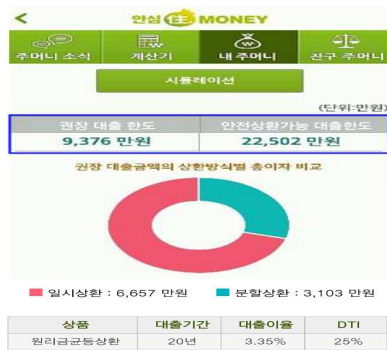 안심 住 MONEY
주머니 소식 계산기 내 주머니 친구 주머니
시뮬레이션
(단위:만원)
권장 대출 한도 안전상환가능 대출한도
9,376 만원 22,502 만원
권장 대출금액의 상환방식별 총이자 비교
일시상환 : 6,657 만원 분할상환 : 3,103 만원
상품 대출기간 대출이율 DTI
원리금균등상환 20년 3.35% 25%